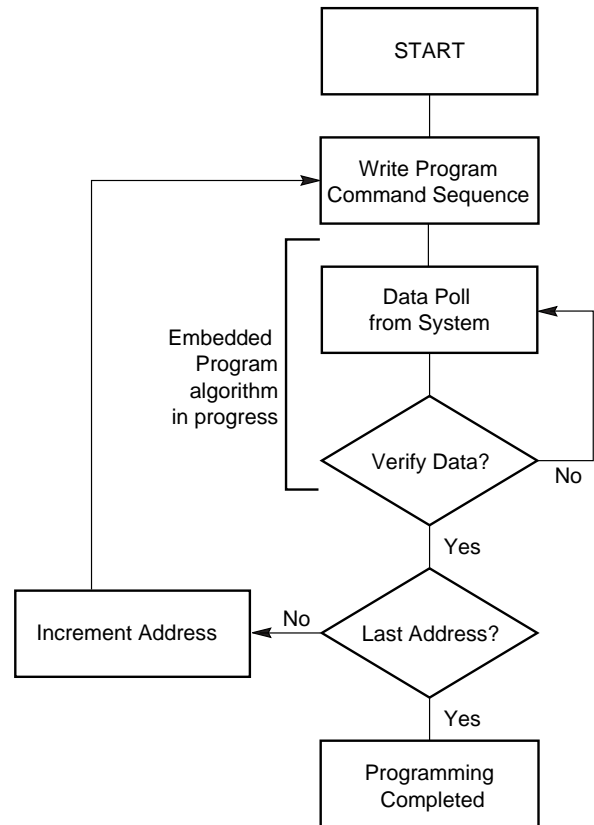 START
Write Program
Command Sequence
Data Poll
from System
Embedded
Program
algorithm
in progress
Verify Data?
No
Yes
Increment Address
No
Last Address?
Yes
Programming
Completed